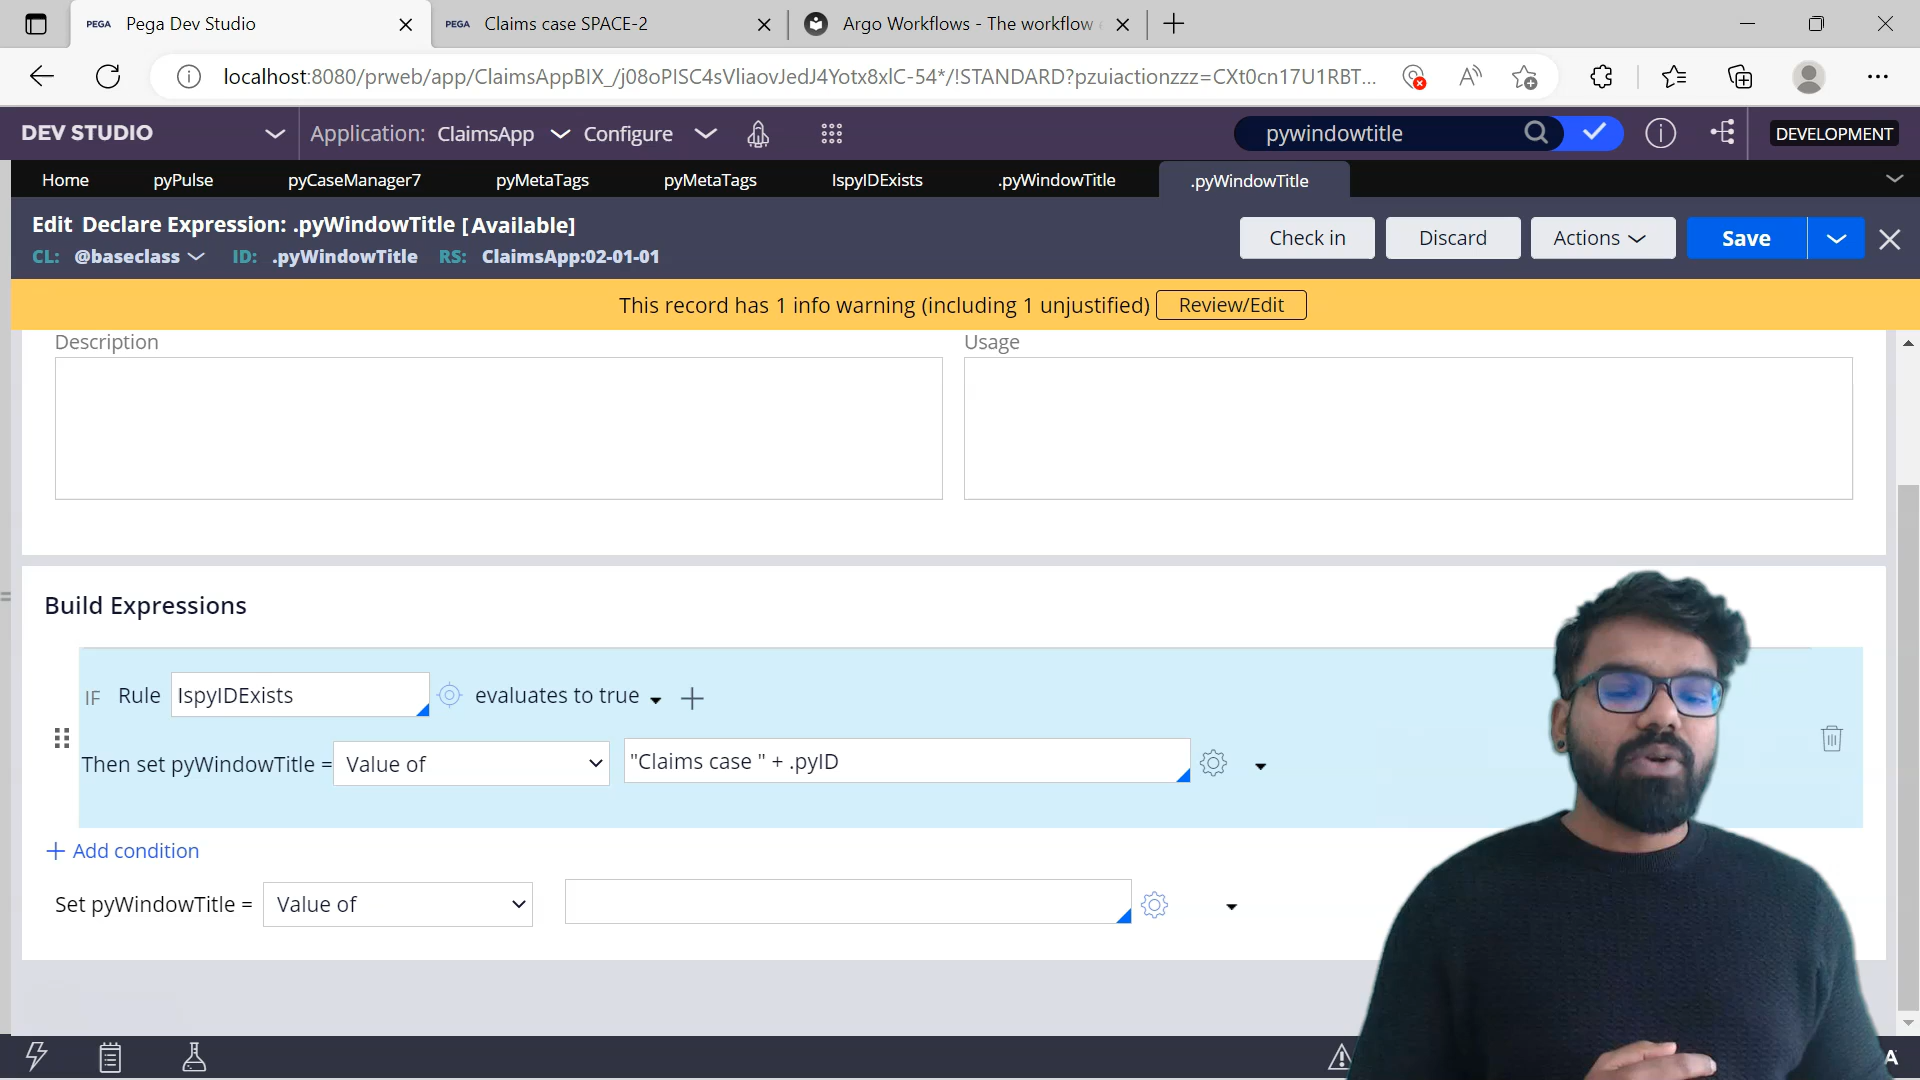 PEGA Pega Dev Studio
PEGA Claims case SPACE-2
Argo Workflows - The workflow
localhost:8080/prweb/app/ClaimsAppBIX_/j08oPISC4sVliaovJedJ4Yotx8xlC-54*/!STANDARD?pzuiactionzzz=CXt0cn17U1RBT...
DEV STUDIO
Application: ClaimsApp
Configure
pywindowtitle
DEVELOPMENT
Home
pyPulse
pyCaseManager7
pyMetaTags
pyMetaTags
IspyIDExists
.pyWindowTitle
.pyWindowTitle
Edit Declare Expression: .pyWindowTitle [Available]
CL: @baseclass ID: .pyWindowTitle RS: ClaimsApp:02-01-01
Check in
Discard
Actions
Save
This record has 1 info warning (including 1 unjustified) Review/Edit
Description
Usage
Build Expressions
IF Rule IspyIDExists evaluates to true
Then set pyWindowTitle = Value of "Claims case " + .pyID
Add condition
Set pyWindowTitle = Value of